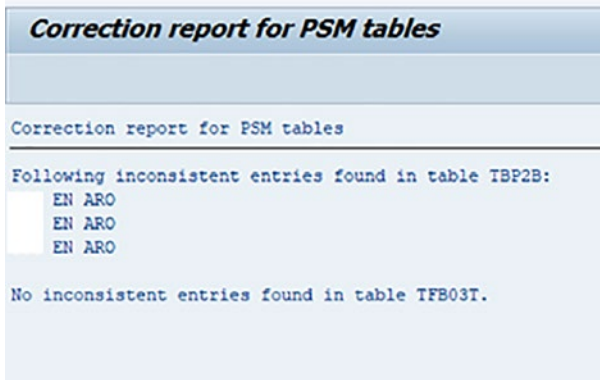 Correction report for PSM tables
Correction report for PSM tables
Following inconsistent entries found in table TBP2B:
EN ARO
EN ARO
EN ARO
No inconsistent entries found in table TFB03T.